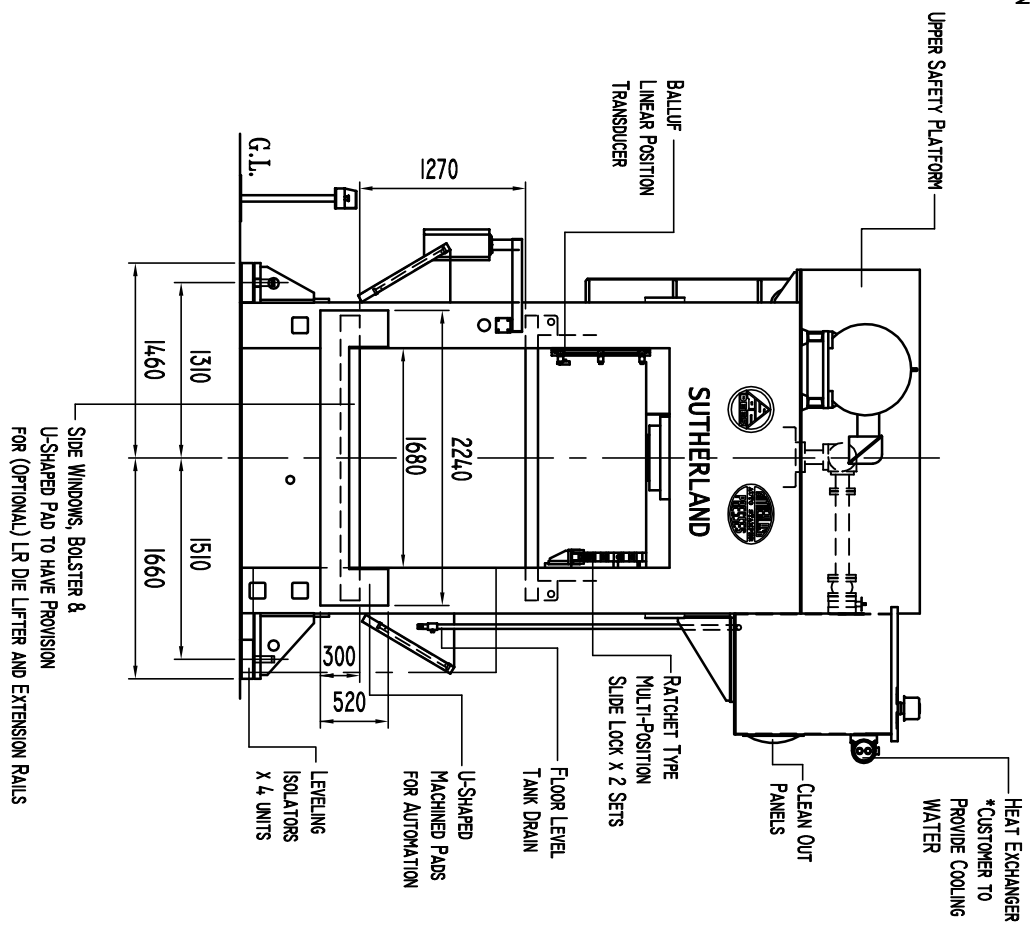 UPPER SAFETY PLATFORM
BALLUF
LINEAR POSITION
TRANSDUCER
G.L.
1270
SUTHERLAND
1310
1460
1510
1660
2240
1680
300
520
HEAT EXCHANGER
*CUSTOMER TO
PROVIDE COOLING
WATER
CLEAN OUT
PANELS
RATCHET TYPE
MULTI-POSITION
SLIDE LOCK X 2 SETS
FLOOR LEVEL
TANK DRAIN
U-SHAPED
MACHINED PADS
FOR AUTOMATION
LEVELING
ISOLATORS
X 4 UNITS
SIDE WINDOWS, BOLSTER &
U-SHAPED PAD TO HAVE PROVISION
FOR (OPTIONAL) LR DIE LIFTER AND EXTENSION RAILS